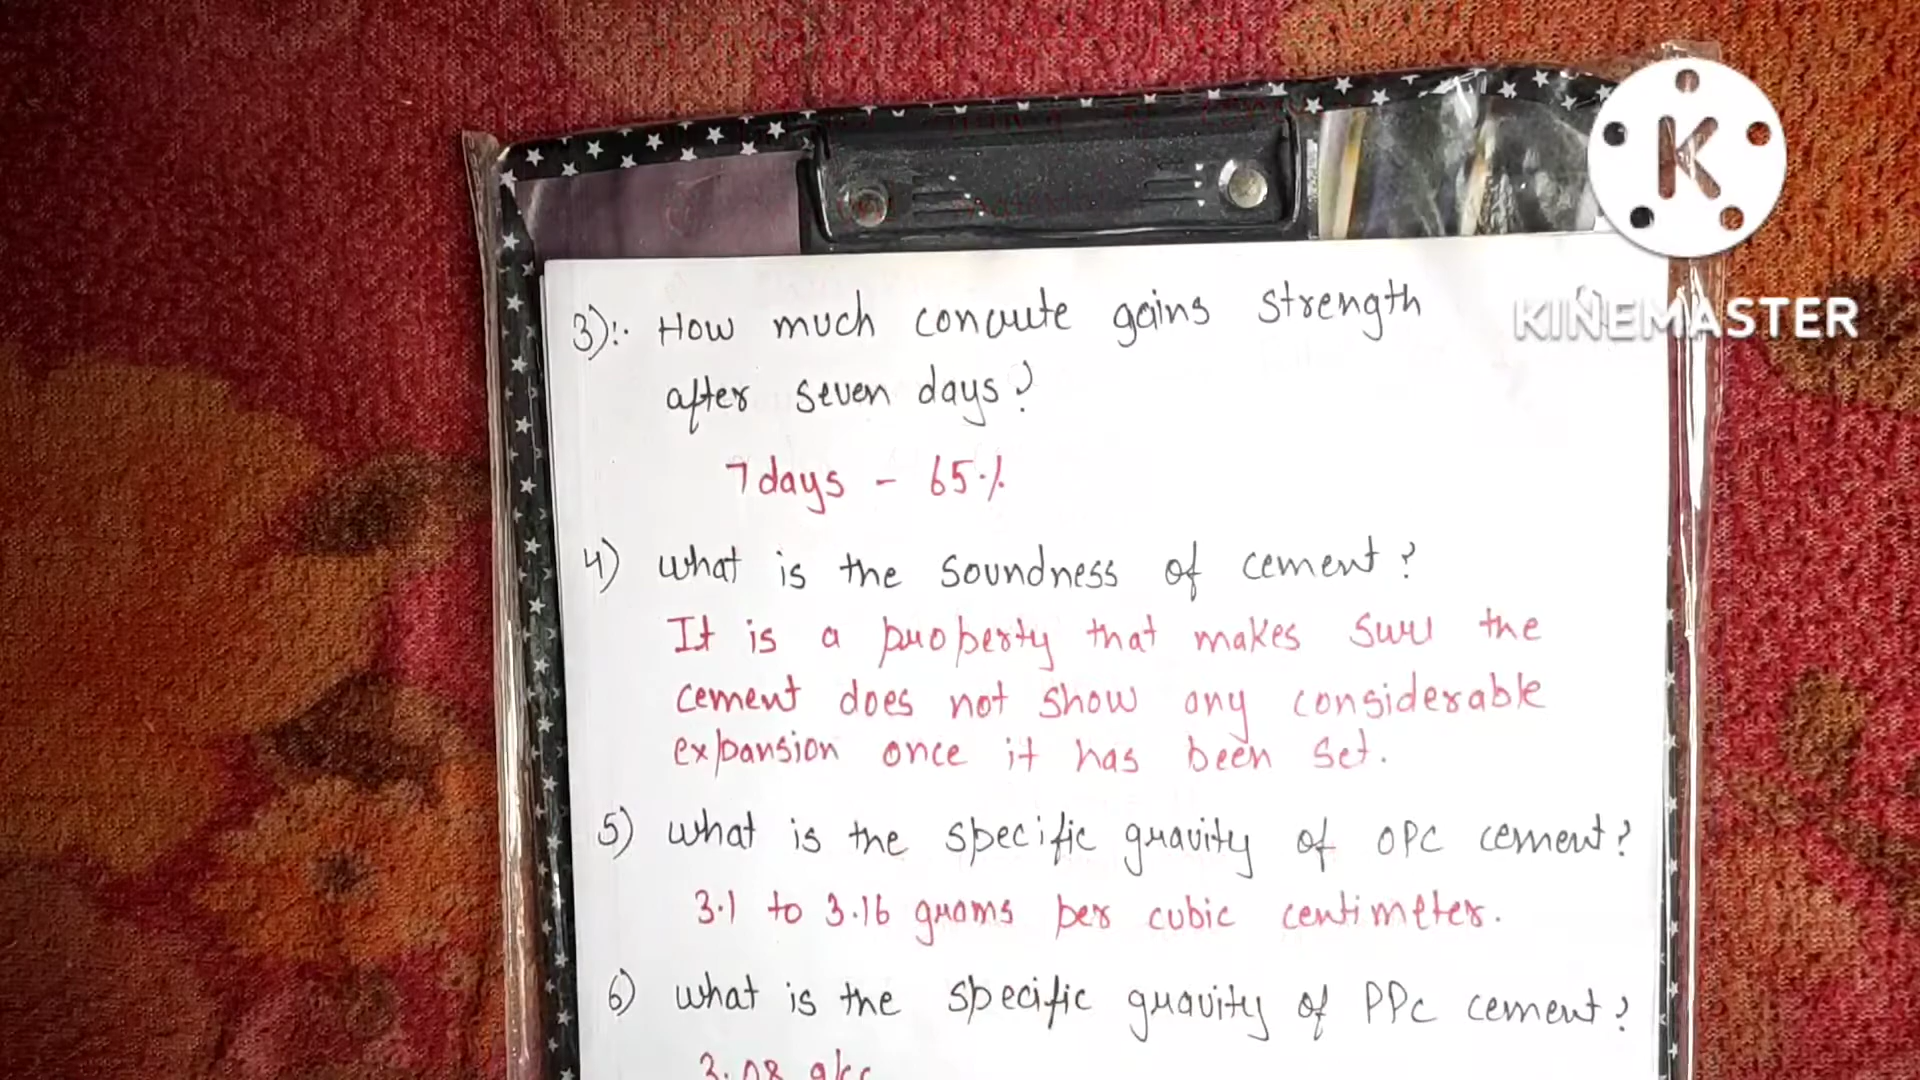 K
KINEMASTER
3):. How much concrete gains strength
after seven days?
7 days - 65%
4) what is the soundness of cement?
It is a property that makes sure the
cement does not show any considerable
expansion once it has been set.
5) what is the specific gravity of OPC cement?
3.1 to 3.16 grams per cubic centimeter.
6) what is the specific gravity of PPC cement?